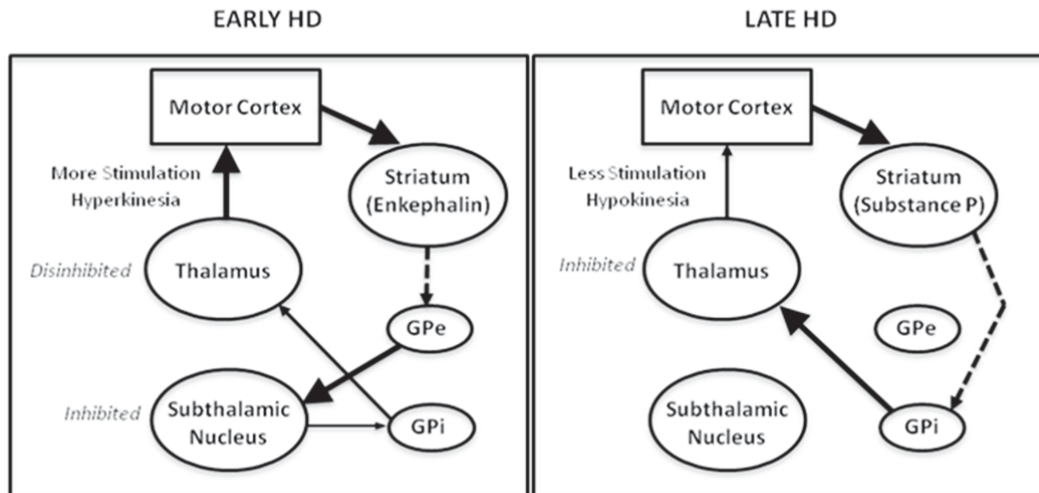 EARLY HD
Motor Cortex
More Stimulation
Hyperkinesia
Striatum
(Enkephalin)
Disinhibited
Thalamus
GPe
Inhibited
Subthalamic
Nucleus
GPi
LATE HD
Motor Cortex
Less Stimulation
Hypokinesia
Striatum
(Substance P)
Inhibited
Thalamus
GPe
Subthalamic
Nucleus
GPi